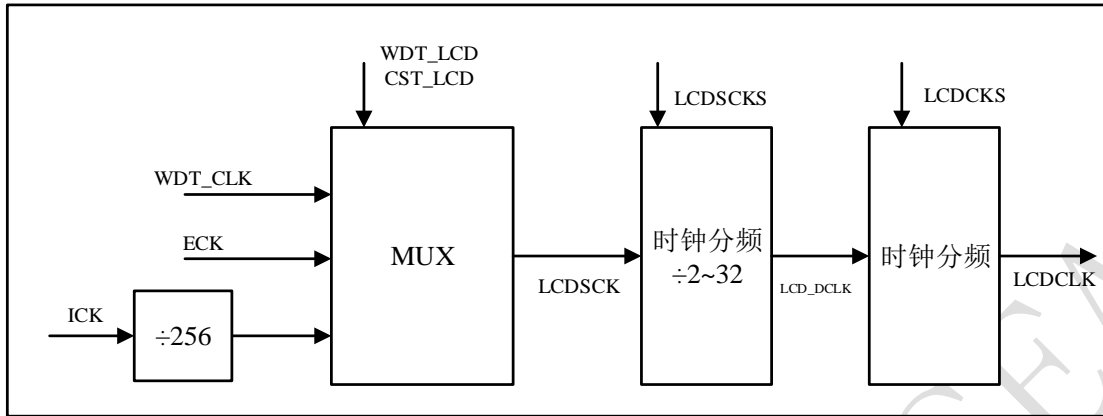 WDT_LCD
CST_LCD
LCDSCKS
LCDCKS
WDT_CLK
ECK
ICK
÷256
MUX
LCDSCK
时钟分频
÷2~32
LCD_DCLK
时钟分频
LCDCLK